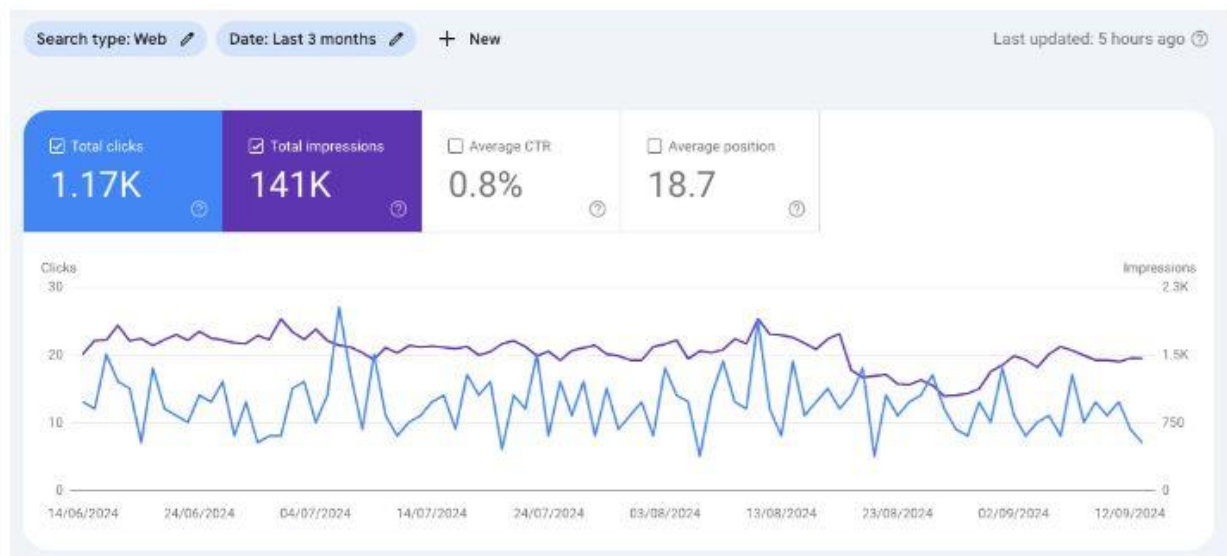 Search type: Web Date: Last 3 months + New Last updated: 5 hours ago
Total clicks Total impressions Average CTR Average position
1.17K 141K 0.8% 18.7
Clicks Impressions
30 2.3K
20 1.5K
10 750
0 0
14/06/2024 24/06/2024 04/07/2024 14/07/2024 24/07/2024 03/08/2024 13/08/2024 23/08/2024 02/09/2024 12/09/2024